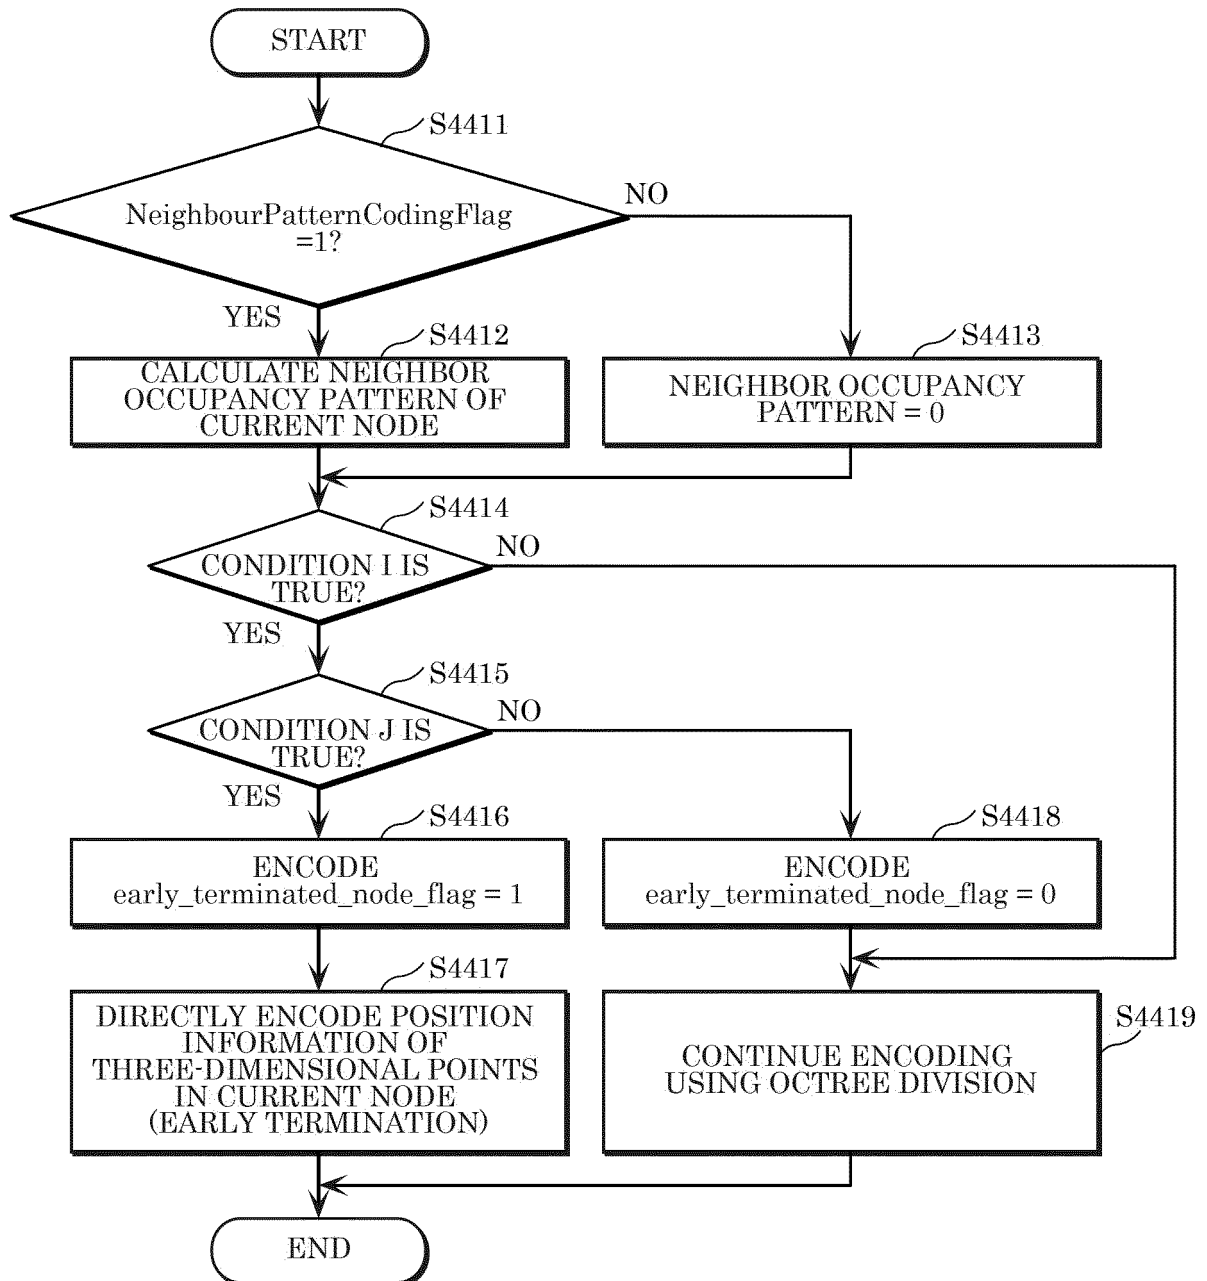 START
S4411
NeighbourPatternCodingFlag
=1?
NO
YES
S4412
CALCULATE NEIGHBOR
OCCUPANCY PATTERN OF
CURRENT NODE
S4413
NEIGHBOR OCCUPANCY
PATTERN = 0
S4414
CONDITION I IS
TRUE?
NO
YES
S4415
CONDITION J IS
TRUE?
NO
YES
S4416
ENCODE
early_terminated_node_flag = 1
S4418
ENCODE
early_terminated_node_flag = 0
S4417
DIRECTLY ENCODE POSITION
INFORMATION OF
THREE-DIMENSIONAL POINTS
IN CURRENT NODE
(EARLY TERMINATION)
S4419
CONTINUE ENCODING
USING OCTREE DIVISION
END